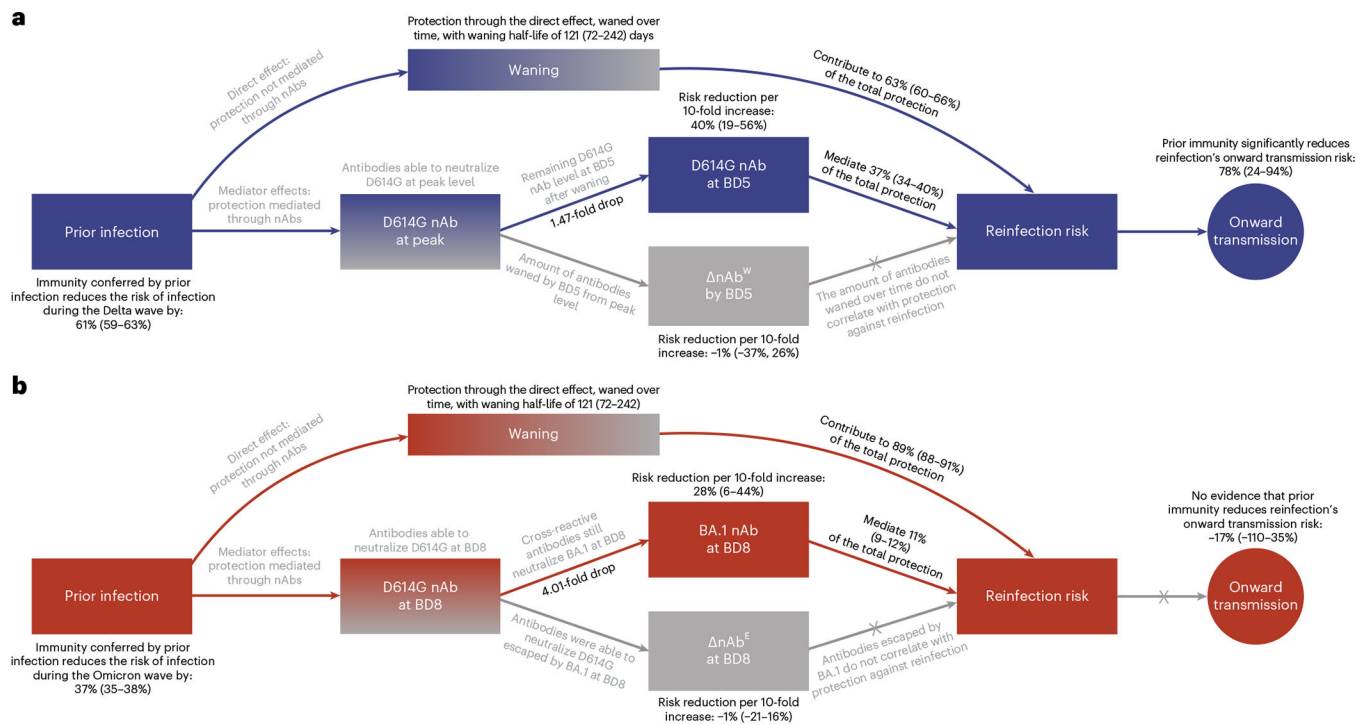 a
Protection through the direct effect, waned over
time, with waning half-life of 121 (72–242) days
Waning
Direct effect:
protection not mediated
through nAbs
Contribute to 63% (60–66%)
of the total protection
Risk reduction per
10-fold increase:
40% (19–56%)
Prior immunity significantly reduces
reinfection's onward transmission risk:
78% (24–94%)
Antibodies able to neutralize
D614G at peak level
Remaining D614G
nAb level at BD5
after waning
1.47-fold drop
D614G nAb
at BD5
Mediate 37% (34–40%)
of the total protection
Mediator effects:
protection mediated
through nAbs
Prior infection
D614G nAb
at peak
Reinfection risk
Onward
transmission
Amount of antibodies
waned by BD5 from peak
level
ΔnAbᵂ
by BD5
The amount of antibodies
waned over time do not
correlate with protection
against reinfection
Immunity conferred by prior
infection reduces the risk of infection
during the Delta wave by:
61% (59–63%)
Risk reduction per 10-fold
increase: –1% (–37%, 26%)
b
Protection through the direct effect, waned over
time, with waning half-life of 121 (72–242)
Waning
Direct effect:
protection not mediated
through nAbs
Contribute to 89% (88–91%)
of the total protection
Risk reduction per 10-fold increase:
28% (6–44%)
No evidence that prior
immunity reduces reinfection's
onward transmission risk:
–17% (–110–35%)
Antibodies able to
neutralize D614G at BD8
Cross-reactive
antibodies still
neutralize BA.1 at BD8
4.01-fold drop
BA.1 nAb
at BD8
Mediate 11%
(9–12%)
of the total protection
Mediator effects:
protection mediated
through nAbs
Prior infection
D614G nAb
at BD8
Reinfection risk
Onward
transmission
Antibodies were able to
neutralize D614G
escaped by BA.1 at BD8
ΔnAbᴱ
at BD8
Antibodies escaped by
BA.1 do not correlate with
protection against reinfection
Immunity conferred by prior
infection reduces the risk of infection
during the Omicron wave by:
37% (35–38%)
Risk reduction per 10-fold
increase: –1% (–21–16%)